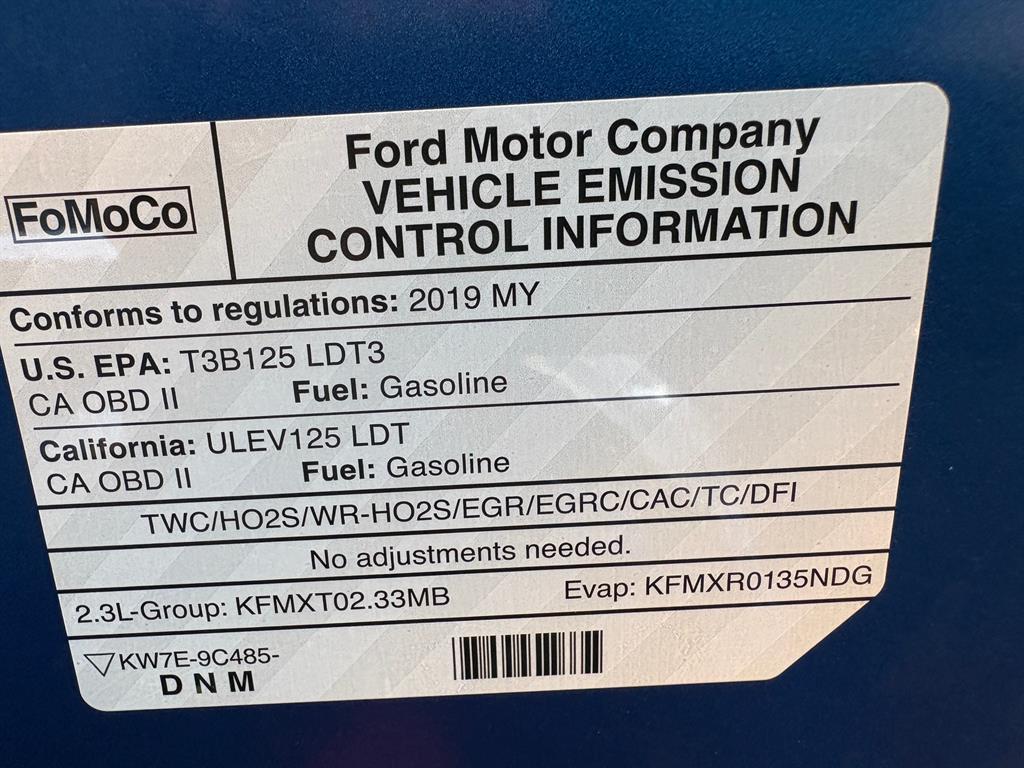 FoMoCo
Ford Motor Company
VEHICLE EMISSION
CONTROL INFORMATION
Conforms to regulations: 2019 MY
U.S. EPA: T3B125 LDT3
CA OBD II Fuel: Gasoline
California: ULEV125 LDT
CA OBD II Fuel: Gasoline
TWC/HO2S/WR-HO2S/EGR/EGRC/CAC/TC/DFI
No adjustments needed.
2.3L-Group: KFMXT02.33MB Evap: KFMXR0135NDG
KW7E-9C485-
D N M